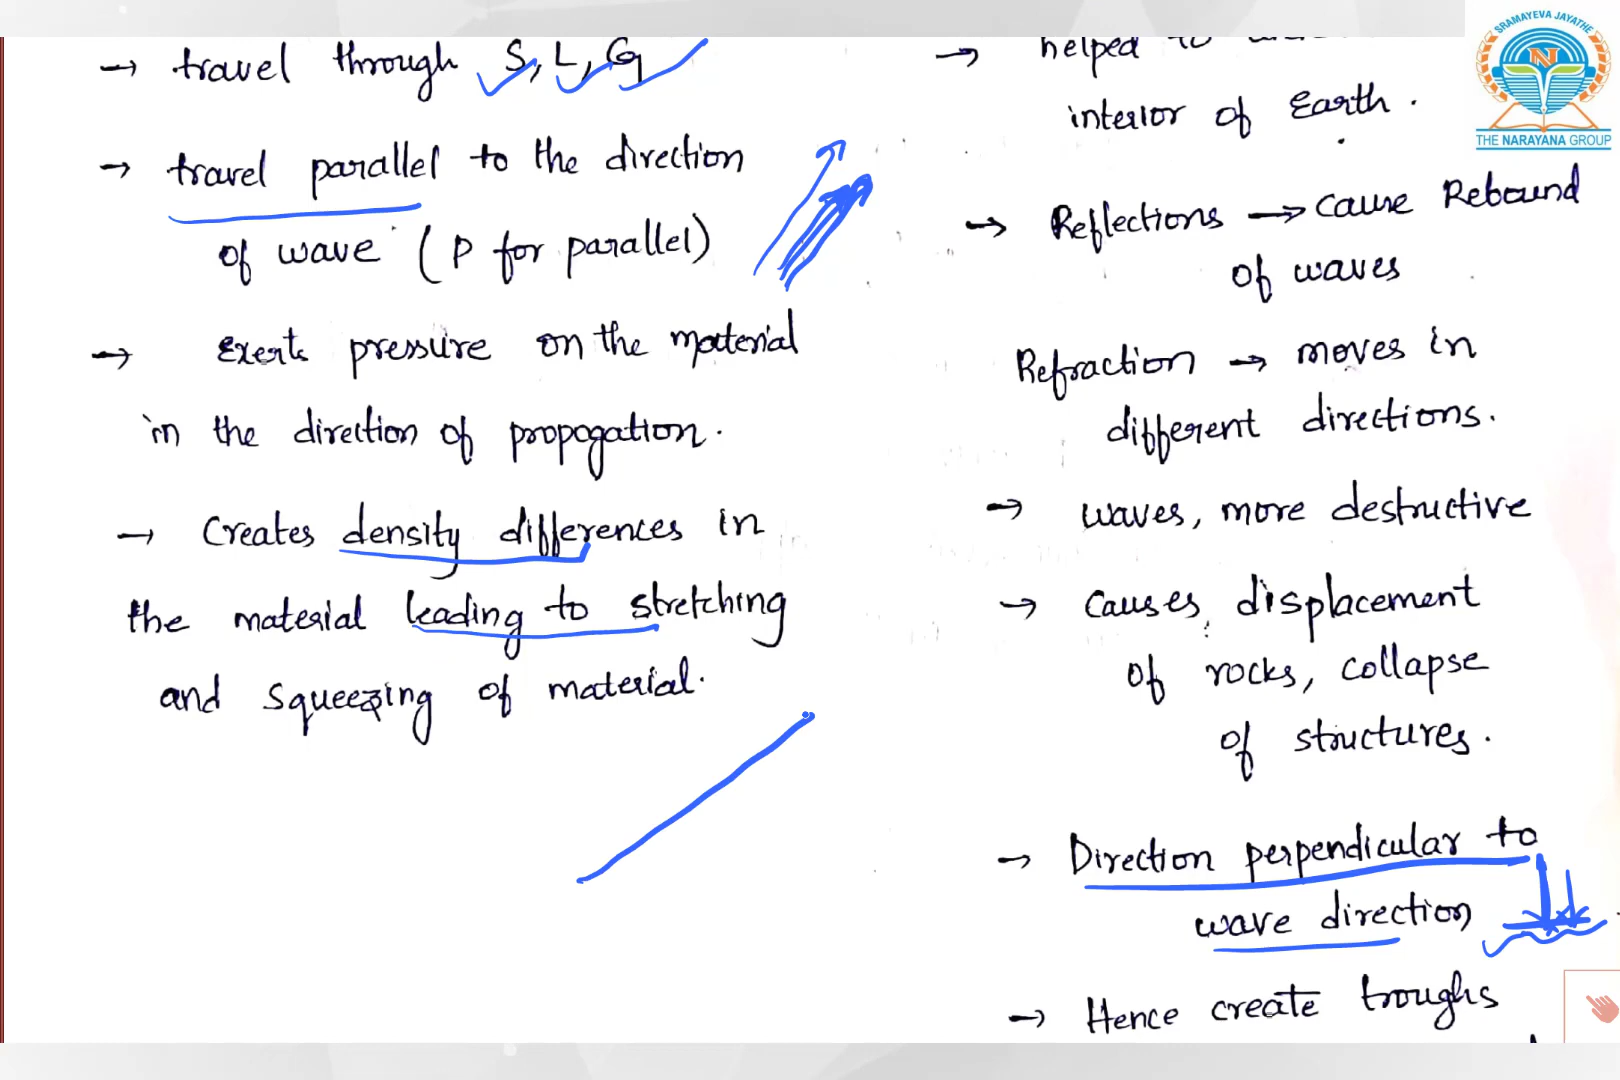 → travel through S, L, G
→ travel parallel to the direction
of wave (P for parallel)
→ Exerts pressure on the material
in the direction of propogation.
→ Creates density differences in
the material leading to stretching
and squeezing of material.
→ helped to
interior of Earth.
→ Reflections → cause Rebound
of waves
Refraction → moves in
different directions.
→ waves, more destructive
→ Causes displacement
of rocks, collapse
of structures.
→ Direction perpendicular to
wave direction
→ Hence create troughs
SRAMAYEVA JAYATHE
N
THE NARAYANA GROUP